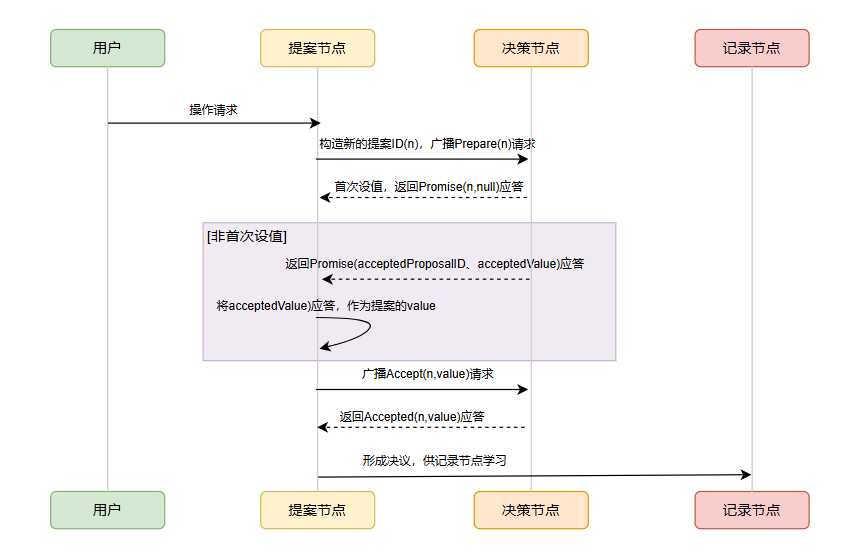 用户
提案节点
决策节点
记录节点
操作请求
构造新的提案ID(n)，广播Prepare(n)请求
首次设值，返回Promise(n,null)应答
[非首次设值]
返回Promise(acceptedProposalID、acceptedValue)应答
将acceptedValue)应答，作为提案的value
广播Accept(n,value)请求
返回Accepted(n,value)应答
形成决议，供记录节点学习
用户
提案节点
决策节点
记录节点